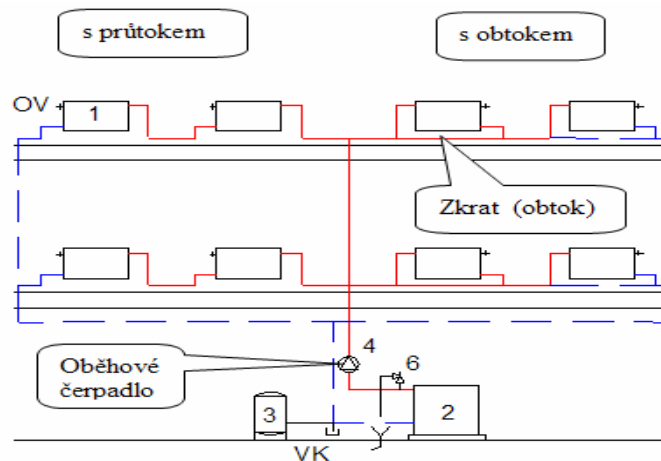 s průtokem
s obtokem
OV
1
Zkrat (obtok)
Oběhové
čerpadlo
4
6
3
2
VK